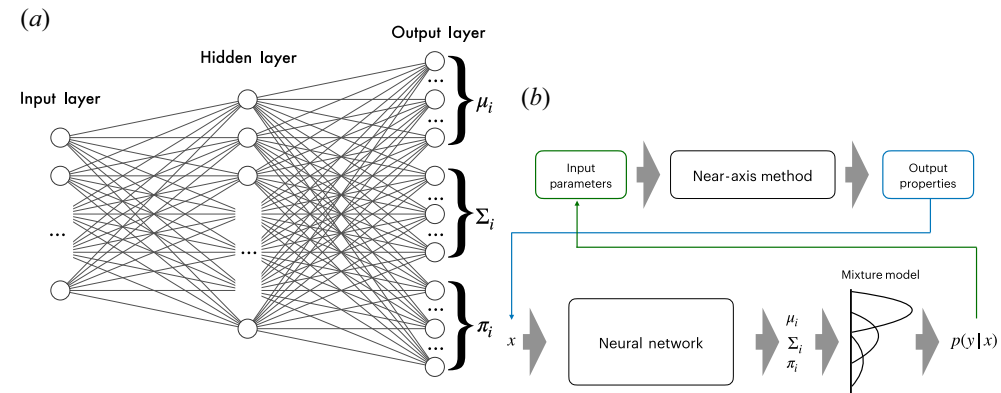 (a)
Output layer
Hidden layer
Input layer
...
...
μi
...
...
Σi
...
...
πi
...
...
(b)
Input
parameters
Near-axis method
Output
properties
Mixture model
x
Neural network
μi
Σi
πi
p(y|x)